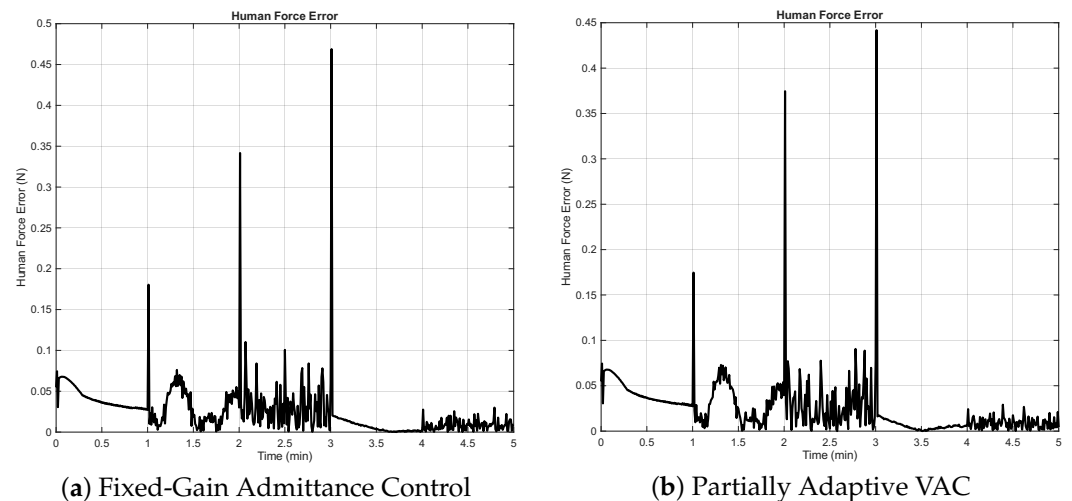 Human Force Error
0.5
0.45
0.4
0.35
0.3
0.25
0.2
0.15
0.1
0.05
0
Human Force Error (N)
0 0.5 1 1.5 2 2.5 3 3.5 4 4.5 5
Time (min)
(a) Fixed-Gain Admittance Control
Human Force Error
0.45
0.4
0.35
0.3
0.25
0.2
0.15
0.1
0.05
0
Human Force Error (N)
0 0.5 1 1.5 2 2.5 3 3.5 4 4.5 5
Time (min)
(b) Partially Adaptive VAC